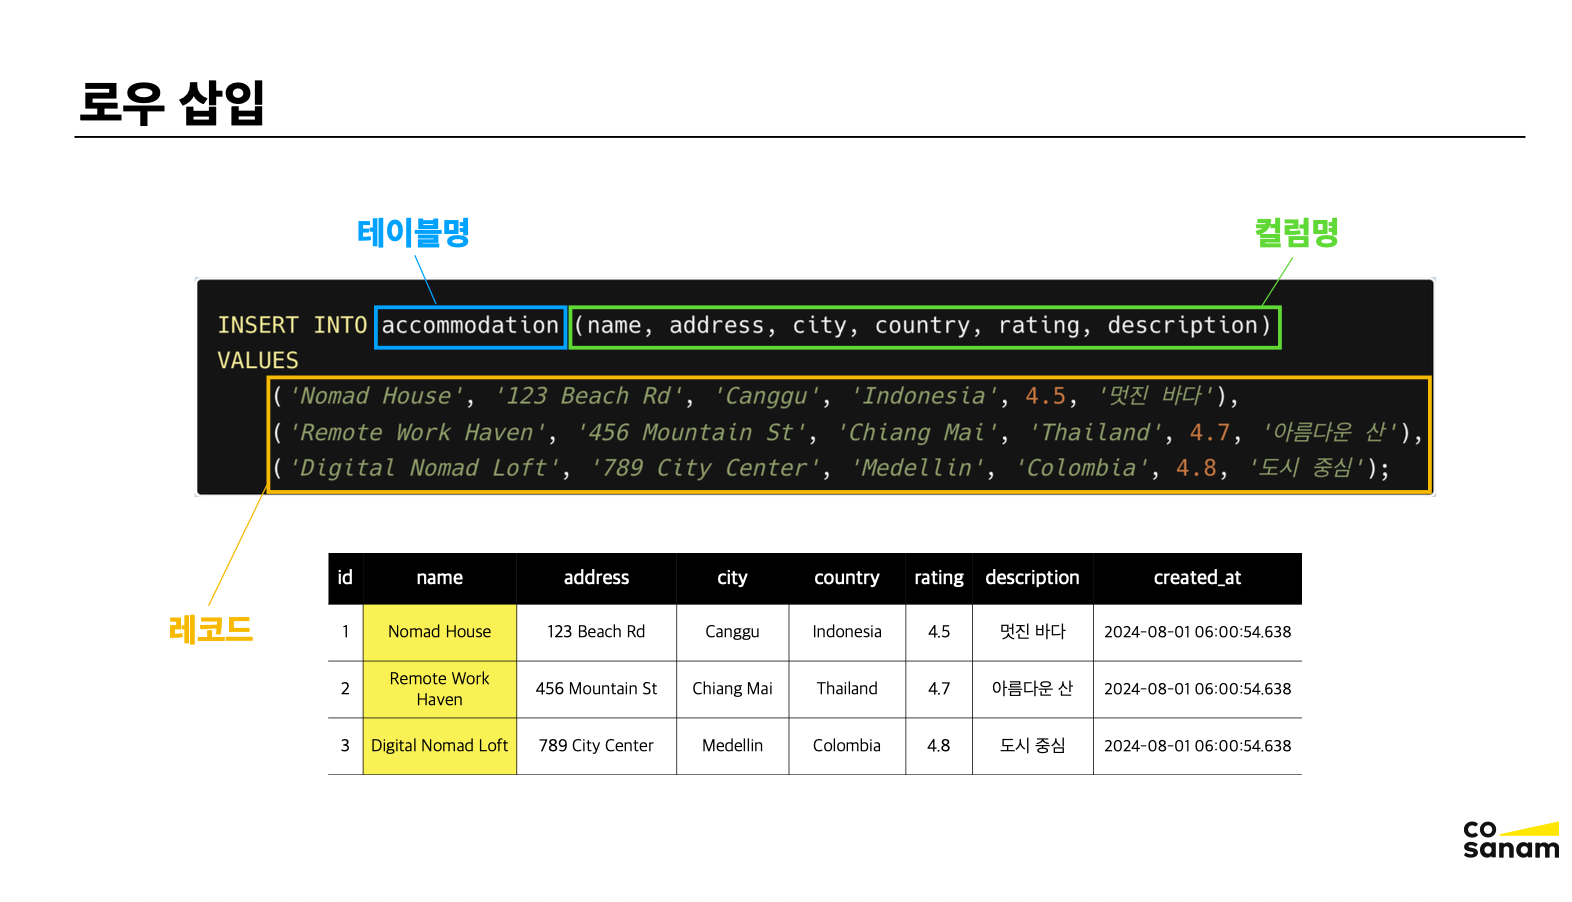 로우 삽입
테이블명
컬럼명
INSERT INTO accommodation (name, address, city, country, rating, description)
VALUES
('Nomad House', '123 Beach Rd', 'Canggu', 'Indonesia', 4.5, '멋진 바다'),
('Remote Work Haven', '456 Mountain St', 'Chiang Mai', 'Thailand', 4.7, '아름다운 산'),
('Digital Nomad Loft', '789 City Center', 'Medellin', 'Colombia', 4.8, '도시 중심');
레코드
id name address city country rating description created_at
1 Nomad House 123 Beach Rd Canggu Indonesia 4.5 멋진 바다 2024-08-01 06:00:54.638
2 Remote Work Haven 456 Mountain St Chiang Mai Thailand 4.7 아름다운 산 2024-08-01 06:00:54.638
3 Digital Nomad Loft 789 City Center Medellin Colombia 4.8 도시 중심 2024-08-01 06:00:54.638
co
sanam